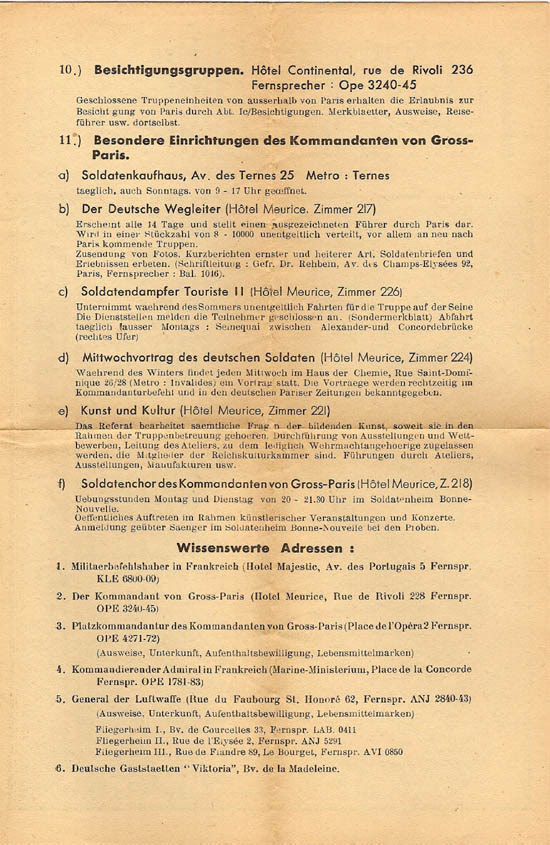 10.) Besichtigungsgruppen. Hôtel Continental, rue de Rivoli 236
Fernsprecher : Ope 3240-45
Geschlossene Truppeneinheiten von ausserhalb von Paris erhalten die Erlaubnis zur
Besicht gung von Paris durch Abt. Ic/Besichtigungen. Merkblaetter, Ausweise, Reise-
führer usw. dortselbst.
11.) Besondere Einrichtungen des Kommandanten von Gross-
Paris.
a) Soldatenkaufhaus, Av. des Ternes 25 Metro : Ternes
taeglich, auch Sonntags. von 9 - 17 Uhr geœffnet.
b) Der Deutsche Wegleiter (Hôtel Meurice. Zimmer 217)
Erscheint alle 14 Tage und stellt einen ausgezeichneten Führer durch Paris dar.
Wird in einer Stückzahl von 8 - 10000 unentgeltlich verteilt, vor allem an neu nach
Paris kommende Truppen.
Zusendung von Fotos, Kurzberichten ernster und heiterer Art, Soldatenbriefen und
Erlebnissen erbeten. (Schriftleitung : Gefr. Dr. Rehbein, Av. des Champs-Elysées 92,
Paris, Fernsprecher : Bal. 1016).
c) Soldatendampfer Touriste II (Hôtel Meurice, Zimmer 226)
Unternimmt waehrend des Sommers unentgeltlich Fahrten für die Truppe auf der Seine
Die Dienststellen melden die Teilnehmer geschlossen an. (Sondermerkblatt) Abfahrt
taeglich (ausser Montags : Seinequai zwischen Alexander-und Concordebrücke
(rechtes Ufer)
d) Mittwochvortrag des deutschen Soldaten (Hôtel Meurice, Zimmer 224)
Waehrend des Winters findet jeden Mittwoch im Haus der Chemie, Rue Saint-Domi-
nique 26/28 (Metro : Invalides) ein Vortrag statt. Die Vortraege werden rechtzeitig im
Kommandanturbefehl und in den deutschen Pariser Zeitungen bekanntgegeben.
e) Kunst und Kultur (Hôtel Meurice, Zimmer 221)
Das Referat bearbeitet saemtliche Frag n der bildenden Kunst, soweit sie in den
Rahmen der Truppenbetreuung gehoeren. Durchführung von Ausstellungen und Wett-
bewerben, Leitung des Ateliers, zu dem lediglich Wehrmachtangehoerige zugelassen
werden, die Mitglieder der Reichskulturkammer sind. Führungen durch Ateliers,
Ausstellungen, Manufakturen usw.
f) Soldatenchor des Kommandanten von Gross-Paris (Hôtel Meurice, Z. 218)
Uebungsstunden Montag und Dienstag von 20 - 21.30 Uhr im Soldatenheim Bonne-
Nouvelle.
Oeffentliches Auftreten im Rahmen künstlerischer Veranstaltungen und Konzerte.
Anmeldung geübter Saenger im Soldatenheim Bonne-Nouvelle bei den Proben.
Wissenswerte Adressen :
1. Militaerbefehlshaber in Frankreich (Hotel Majestic, Av. des Portugais 5 Fernspr.
KLE 6800-09)
2. Der Kommandant von Gross-Paris (Hotel Meurice, Rue de Rivoli 228 Fernspr.
OPE 3240-45)
3. Platzkommandantur des Kommandanten von Gross-Paris (Place de l'Opéra 2 Fernspr.
OPE 4271-72)
(Ausweise, Unterkunft, Aufenthaltsbewilligung, Lebensmittelmarken)
4. Kommandierender Admiral in Frankreich (Marine-Ministerium, Place de la Concorde
Fernspr. OPE 1781-83)
5. General der Luftwaffe (Rue du Faubourg St. Honoré 62, Fernspr. ANJ 2840-43)
(Ausweise, Unterkunft, Aufenthaltsbewilligung, Lebensmittelmarken)
Fliegerheim I., Bv. de Courcelles 33, Fernspr. LAB. 0411
Fliegerheim II., Rue de l'Elysée 2, Fernspr. ANJ 5291
Fliegerheim III., Rue de Flandre 89, Le Bourget, Fernspr. AVI 0850
6. Deutsche Gaststaetten "Viktoria", Bv. de la Madeleine.